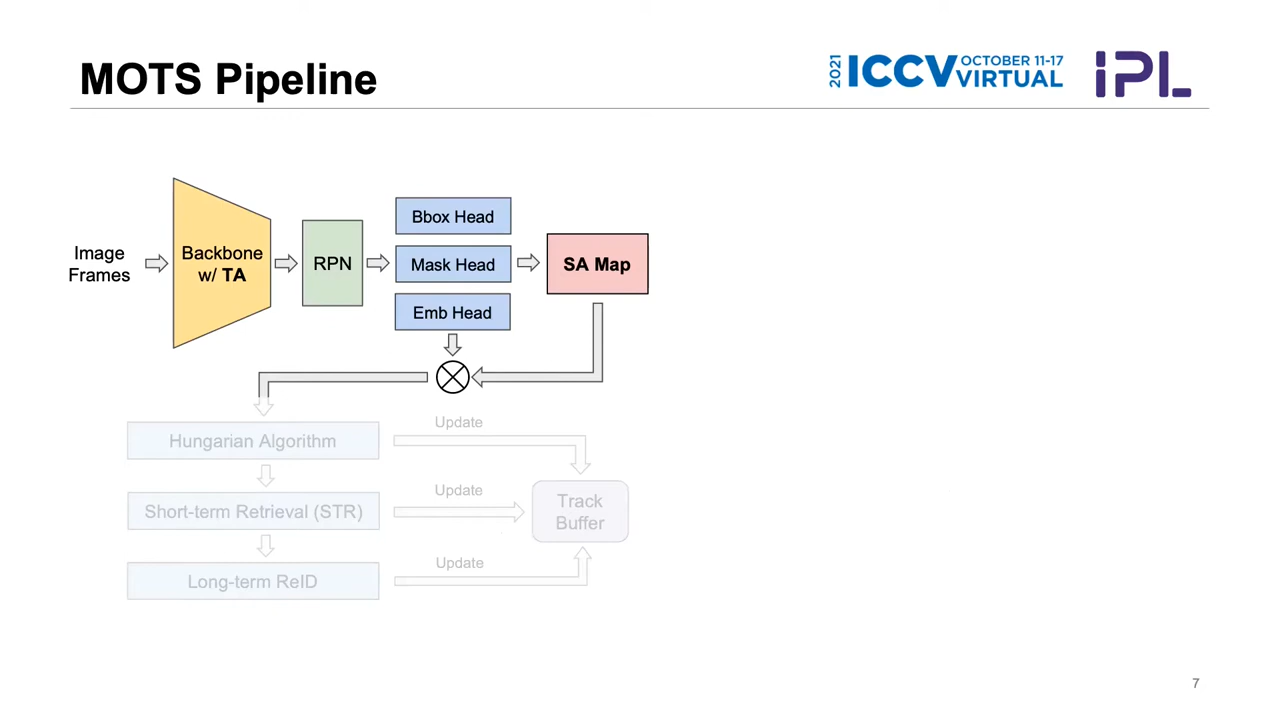 MOTS Pipeline
2021
ICCV
OCTOBER 11-17
VIRTUAL
iPL
Image
Frames
Backbone
w/ TA
RPN
Bbox Head
Mask Head
Emb Head
SA Map
Hungarian Algorithm
Update
Short-term Retrieval (STR)
Update
Track
Buffer
Long-term ReID
Update
7